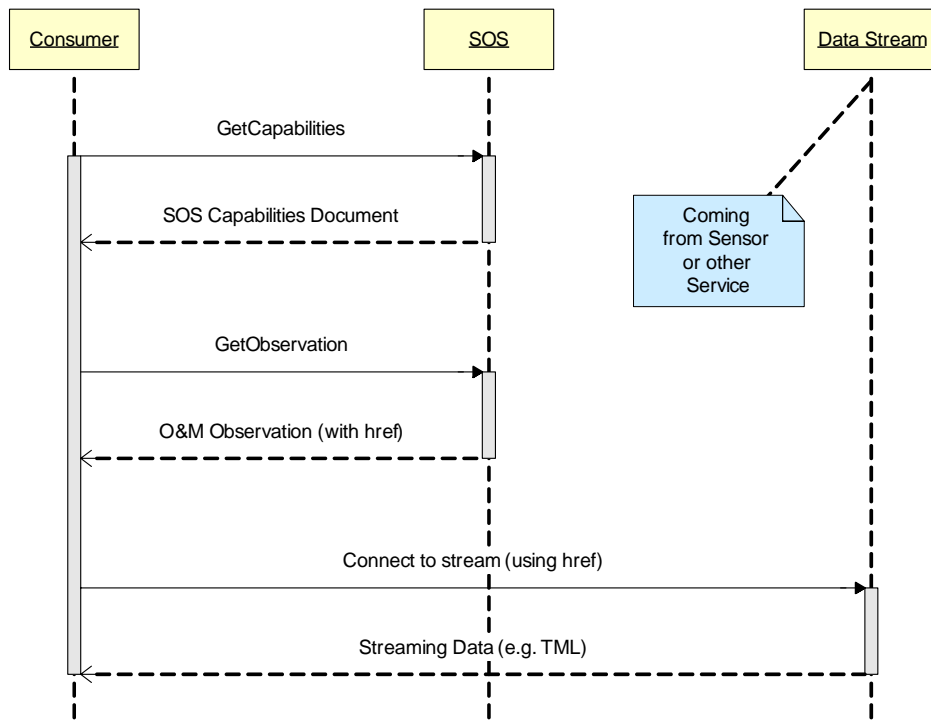 Consumer
SOS
Data Stream
GetCapabilities
SOS Capabilities Document
Coming
from Sensor
or other
Service
GetObservation
O&M Observation (with href)
Connect to stream (using href)
Streaming Data (e.g. TML)